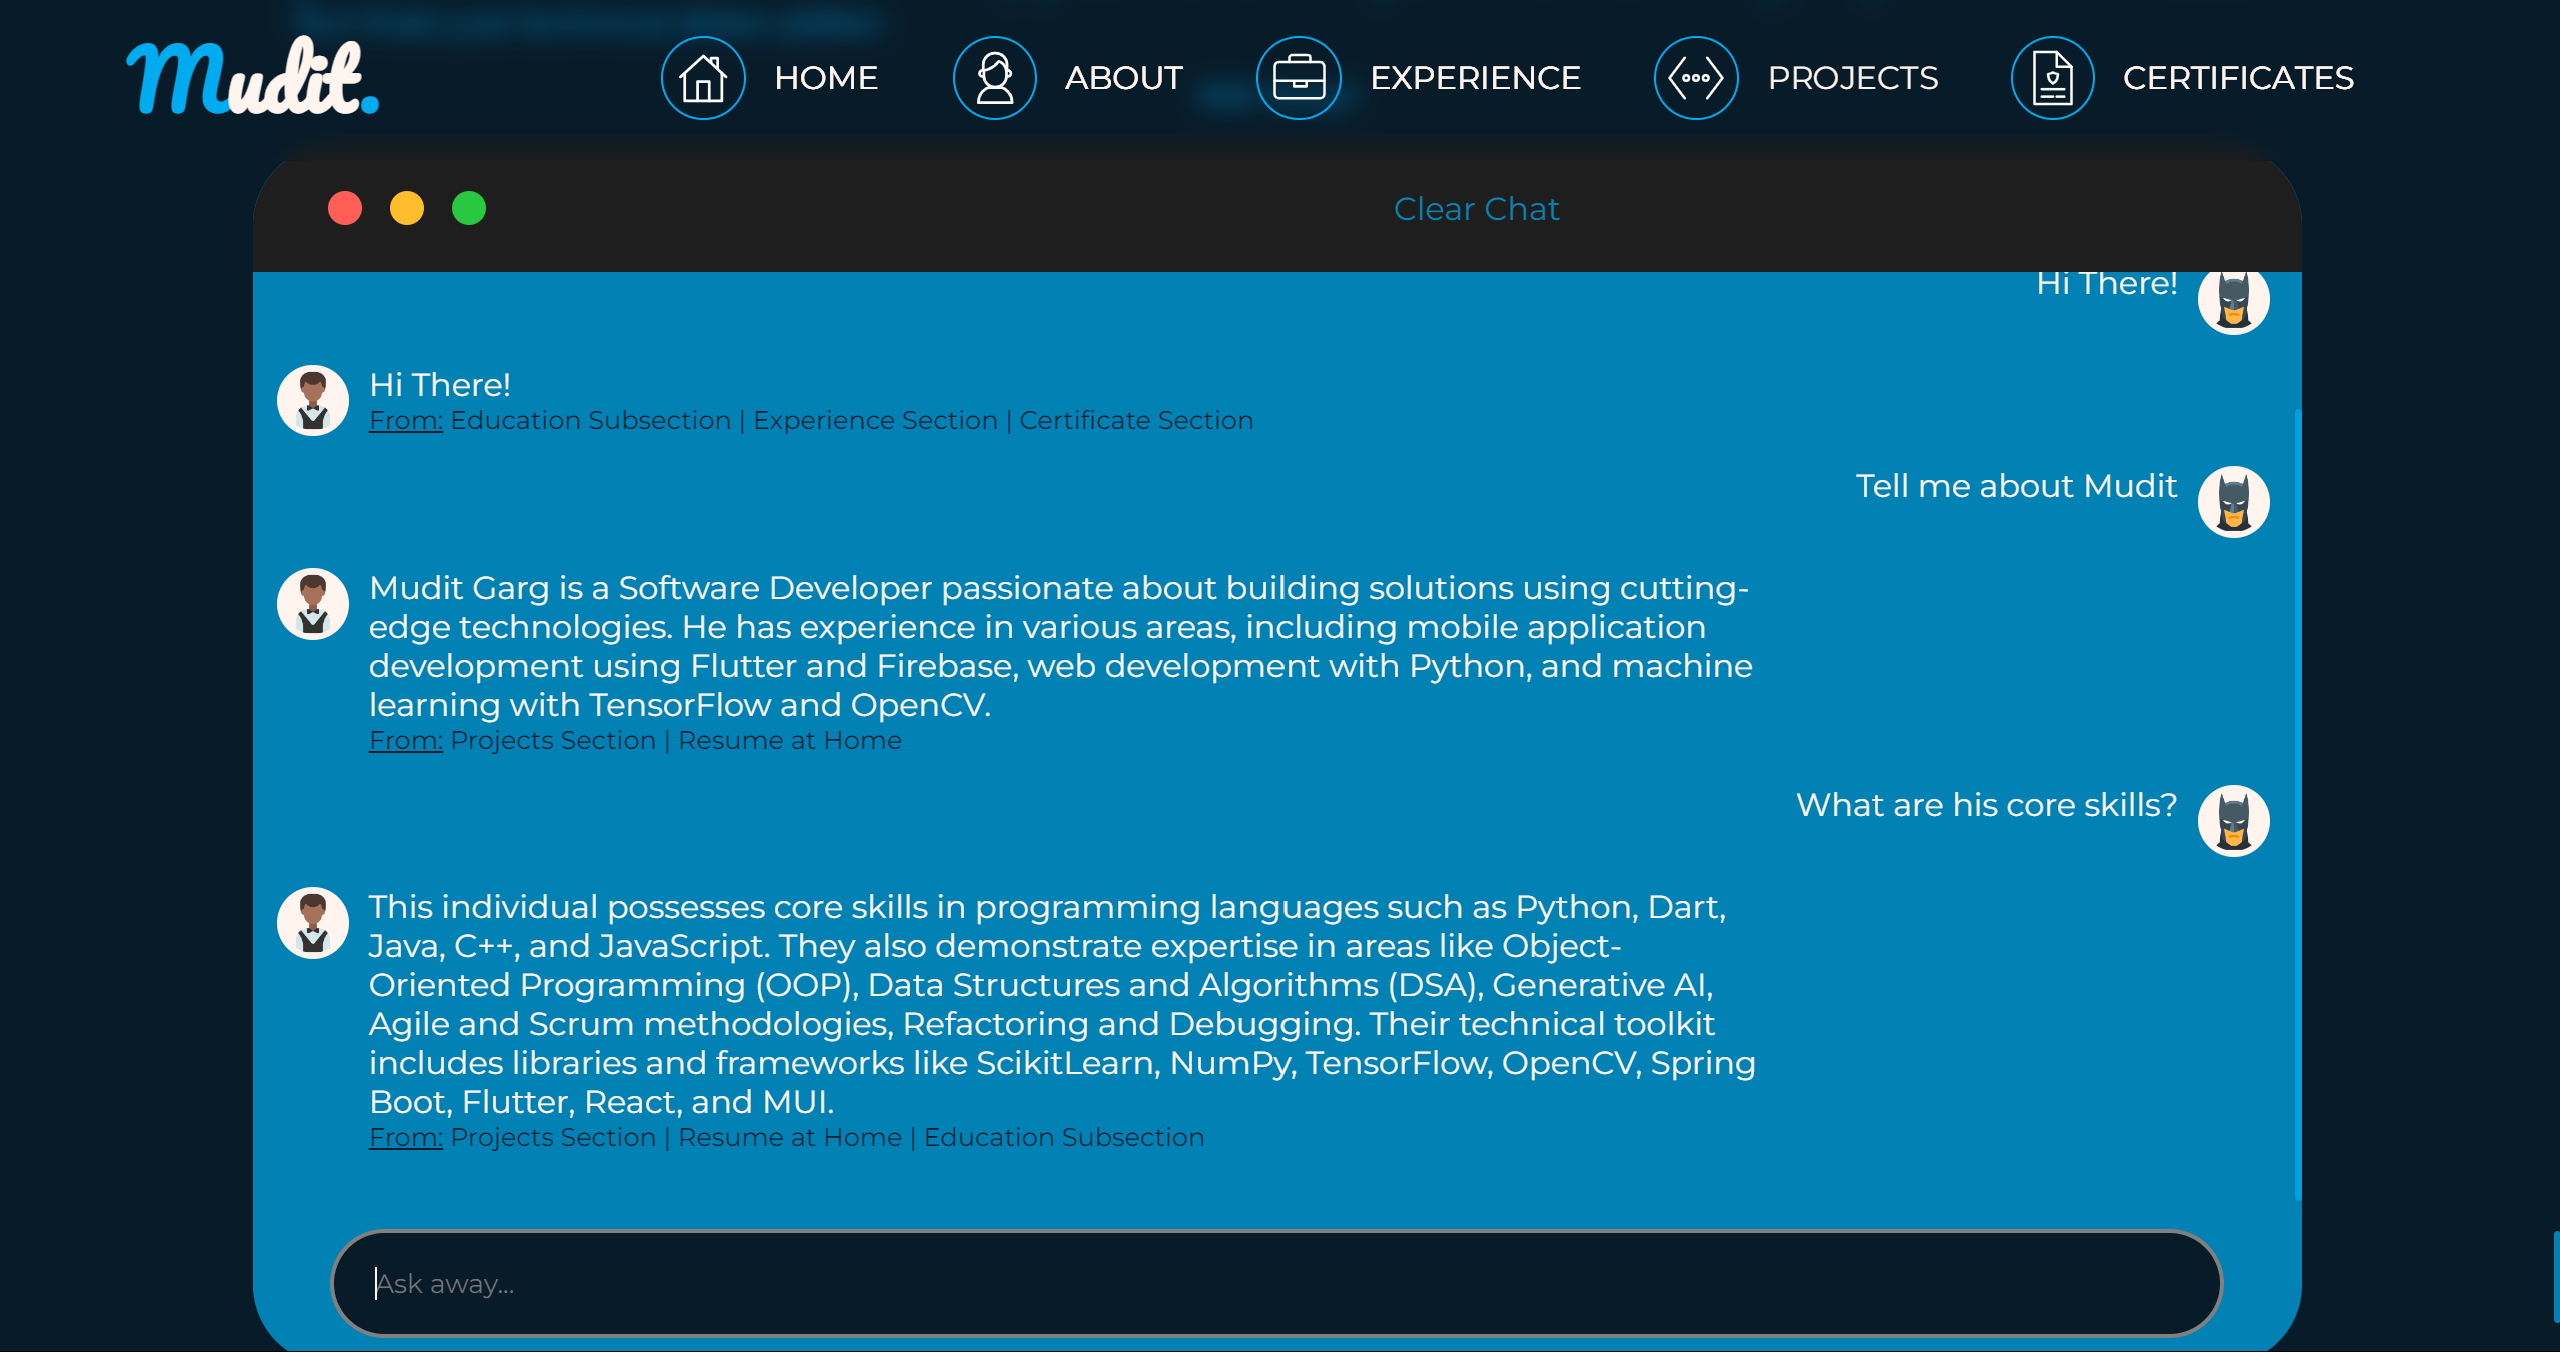 Mudit.
HOME
ABOUT
EXPERIENCE
PROJECTS
CERTIFICATES
Clear Chat
Hi There!
Hi There!
From: Education Subsection | Experience Section | Certificate Section
Tell me about Mudit
Mudit Garg is a Software Developer passionate about building solutions using cutting-
edge technologies. He has experience in various areas, including mobile application
development using Flutter and Firebase, web development with Python, and machine
learning with TensorFlow and OpenCV.
From: Projects Section | Resume at Home
What are his core skills?
This individual possesses core skills in programming languages such as Python, Dart,
Java, C++, and JavaScript. They also demonstrate expertise in areas like Object-
Oriented Programming (OOP), Data Structures and Algorithms (DSA), Generative AI,
Agile and Scrum methodologies, Refactoring and Debugging. Their technical toolkit
includes libraries and frameworks like ScikitLearn, NumPy, TensorFlow, OpenCV, Spring
Boot, Flutter, React, and MUI.
From: Projects Section | Resume at Home | Education Subsection
Ask away...